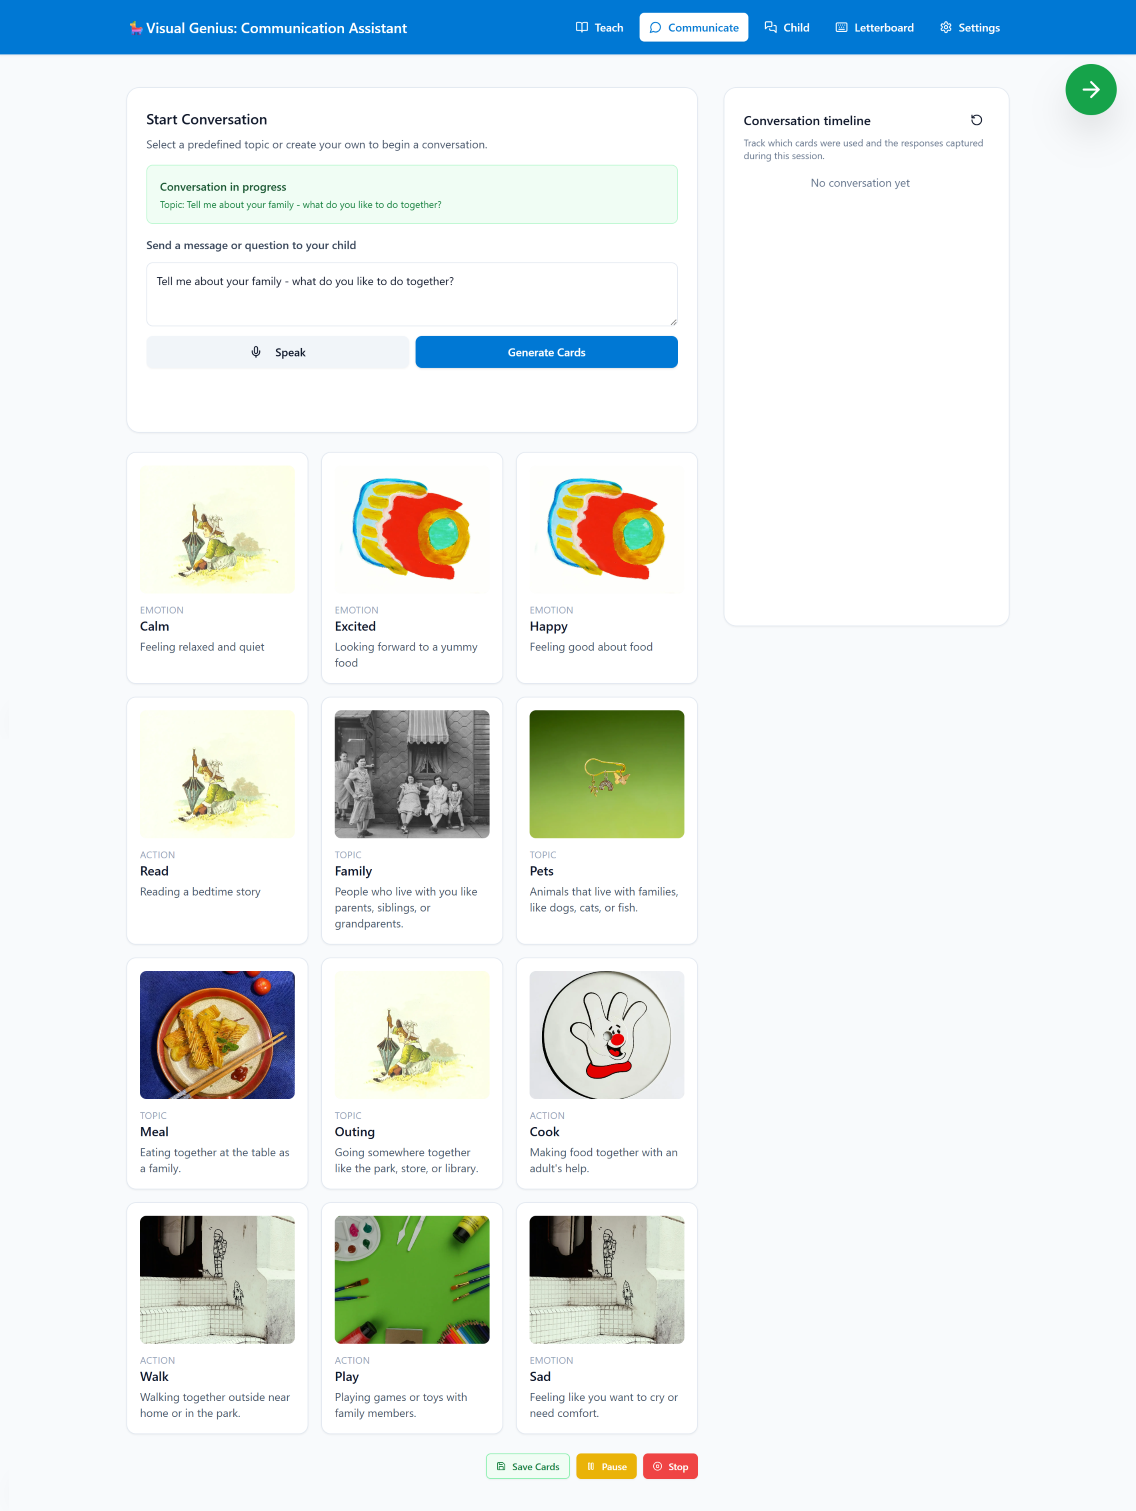 Visual Genius: Communication Assistant
Teach
Communicate
Child
Letterboard
Settings
Start Conversation
Select a predefined topic or create your own to begin a conversation.
Conversation in progress
Topic: Tell me about your family - what do you like to do together?
Send a message or question to your child
Tell me about your family - what do you like to do together?
Speak
Generate Cards
Conversation timeline
Track which cards were used and the responses captured
during this session.
No conversation yet
EMOTION
Calm
Feeling relaxed and quiet
EMOTION
Excited
Looking forward to a yummy
food
EMOTION
Happy
Feeling good about food
ACTION
Read
Reading a bedtime story
TOPIC
Family
People who live with you like
parents, siblings, or
grandparents.
TOPIC
Pets
Animals that live with families,
like dogs, cats, or fish.
TOPIC
Meal
Eating together at the table as
a family.
TOPIC
Outing
Going somewhere together
like the park, store, or library.
ACTION
Cook
Making food together with an
adult's help.
ACTION
Walk
Walking together outside near
home or in the park.
ACTION
Play
Playing games or toys with
family members.
EMOTION
Sad
Feeling like you want to cry or
need comfort.
Save Cards
Pause
Stop